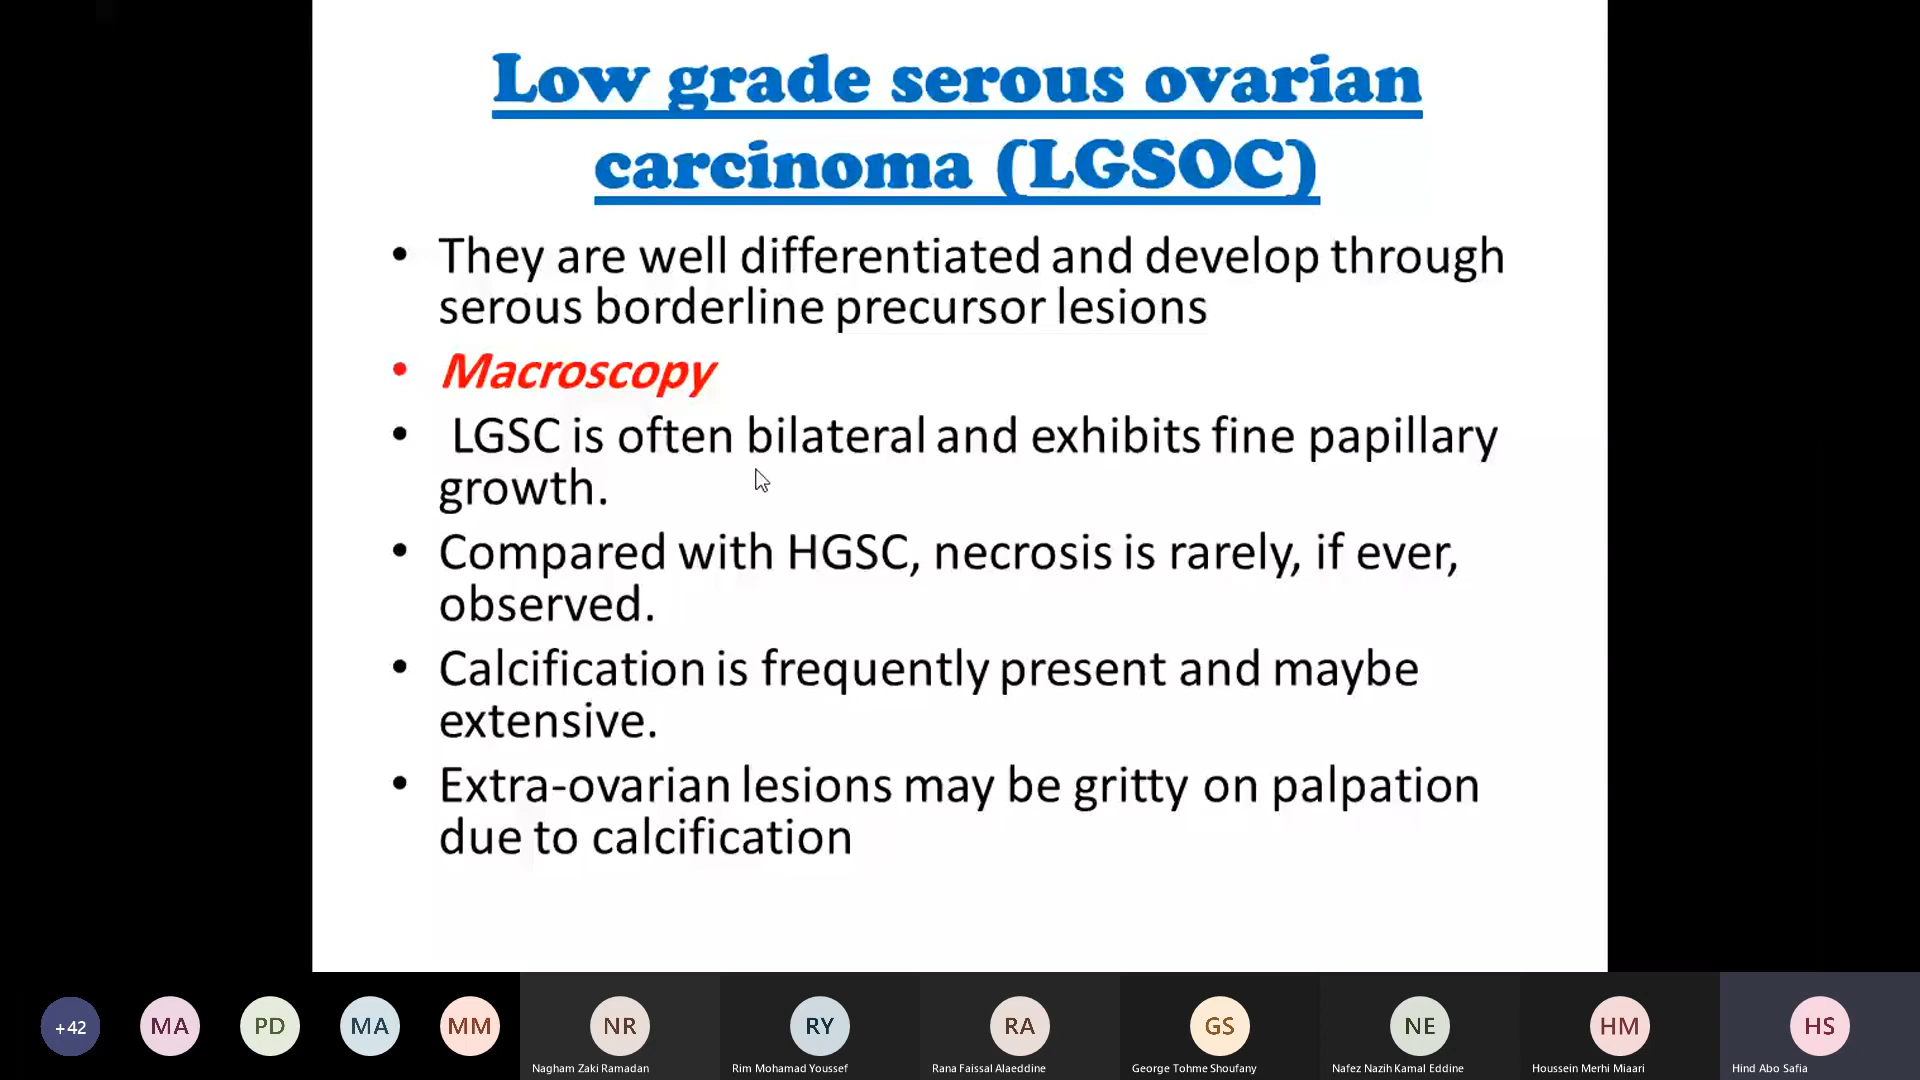 Low grade serous ovarian
carcinoma (LGSOC)
• They are well differentiated and develop through
serous borderline precursor lesions
• Macroscopy
• LGSC is often bilateral and exhibits fine papillary
growth.
• Compared with HGSC, necrosis is rarely, if ever,
observed.
• Calcification is frequently present and maybe
extensive.
• Extra-ovarian lesions may be gritty on palpation
due to calcification
+42
MA
PD
MA
MM
NR
RY
RA
GS
NE
HM
HS
Nagham Zaki Ramadan
Rim Mohamad Youssef
Rana Faissal Alaeddine
George Tohme Shoufany
Nafez Nazih Kamal Eddine
Houssein Merhi Miaari
Hind Abo Safia